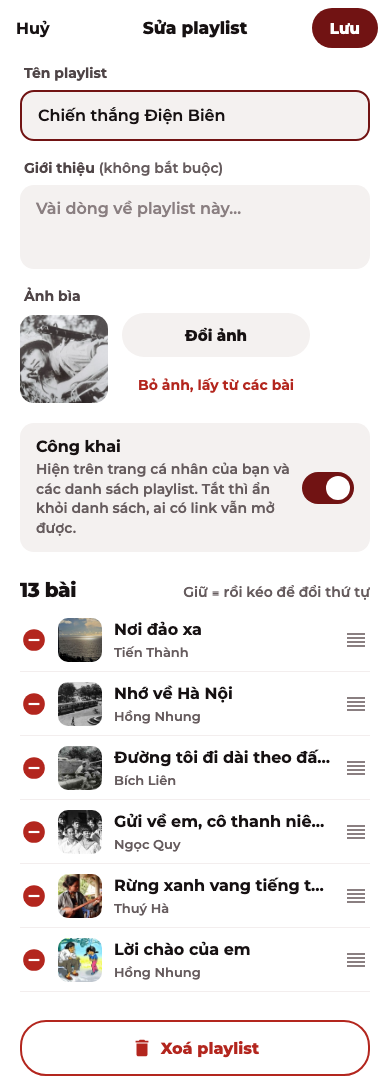 Huỷ
Sửa playlist
Lưu
Tên playlist
Chiến thắng Điện Biên
Giới thiệu (không bắt buộc)
Vài dòng về playlist này...
Ảnh bìa
Đổi ảnh
Bỏ ảnh, lấy từ các bài
Công khai
Hiện trên trang cá nhân của bạn và
các danh sách playlist. Tắt thì ẩn
khỏi danh sách, ai có link vẫn mở
được.
13 bài
Giữ ≡ rồi kéo để đổi thứ tự
Nơi đảo xa
Tiến Thành
Nhớ về Hà Nội
Hồng Nhung
Đường tôi đi dài theo đấ...
Bích Liên
Gửi về em, cô thanh niê...
Ngọc Quy
Rừng xanh vang tiếng t...
Thuý Hà
Lời chào của em
Hồng Nhung
Xoá playlist